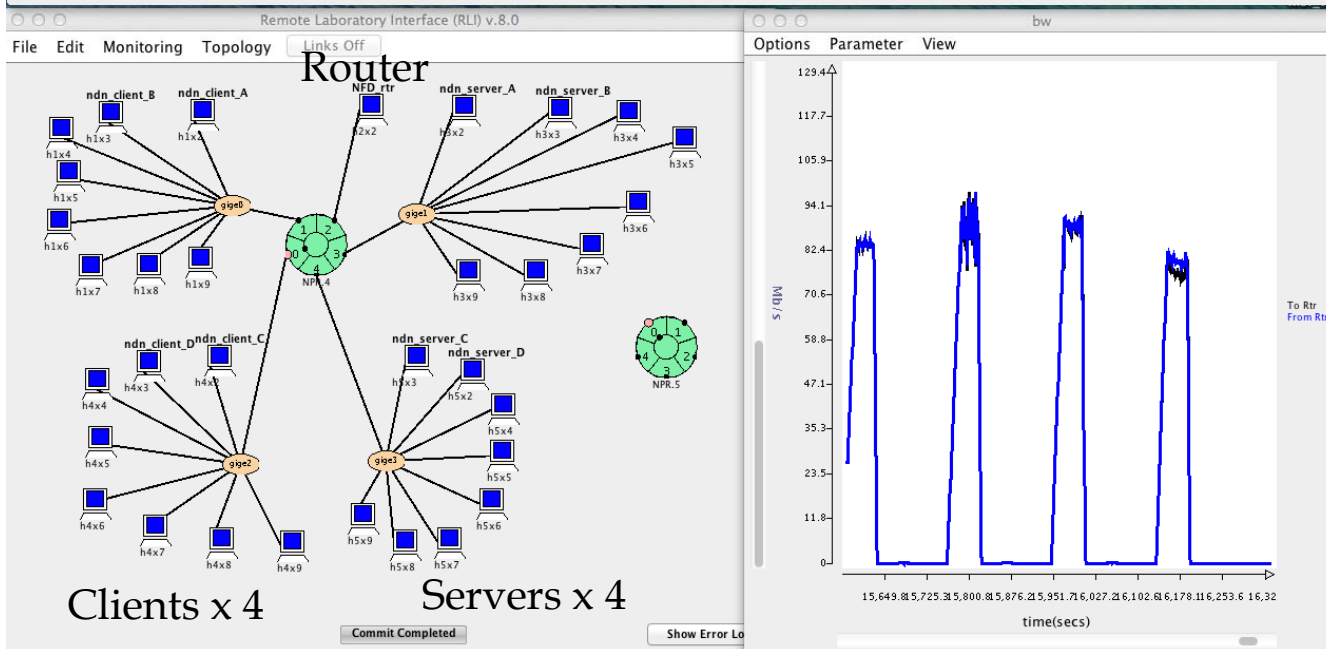 Remote Laboratory Interface (RLI) v.8.0
File Edit Monitoring Topology Links Off
Router
ndn_client_B
ndn_client_A
NFD_rtr
ndn_server_A
ndn_server_B
h1x4
h1x3
h1x2
h2x2
h3x2
h3x3
h3x4
h3x5
h1x5
h1x6
h1x7
h1x8
h1x9
gige0
1
2
0
3
4
NPR.4
gige1
h3x6
h3x7
h3x8
h3x9
0
1
4
2
3
NPR.5
ndn_client_D
ndn_client_C
h4x4
h4x3
h4x2
h4x5
h4x6
h4x7
h4x8
h4x9
gige2
ndn_server_C
ndn_server_D
h5x3
h5x2
h5x4
h5x5
h5x6
h5x7
h5x8
h5x9
gige3
Clients x 4
Servers x 4
Commit Completed
Show Error Lo
bw
Options Parameter View
129.4
117.7
105.9
94.1
82.4
70.6
58.8
47.1
35.3
23.5
11.8
0
Mb/s
To Rtr
From Rtr
15,649.8 15,725.3 15,800.8 15,876.2 15,951.7 16,027.2 16,102.6 16,178.1 16,253.6 16,32
time(secs)